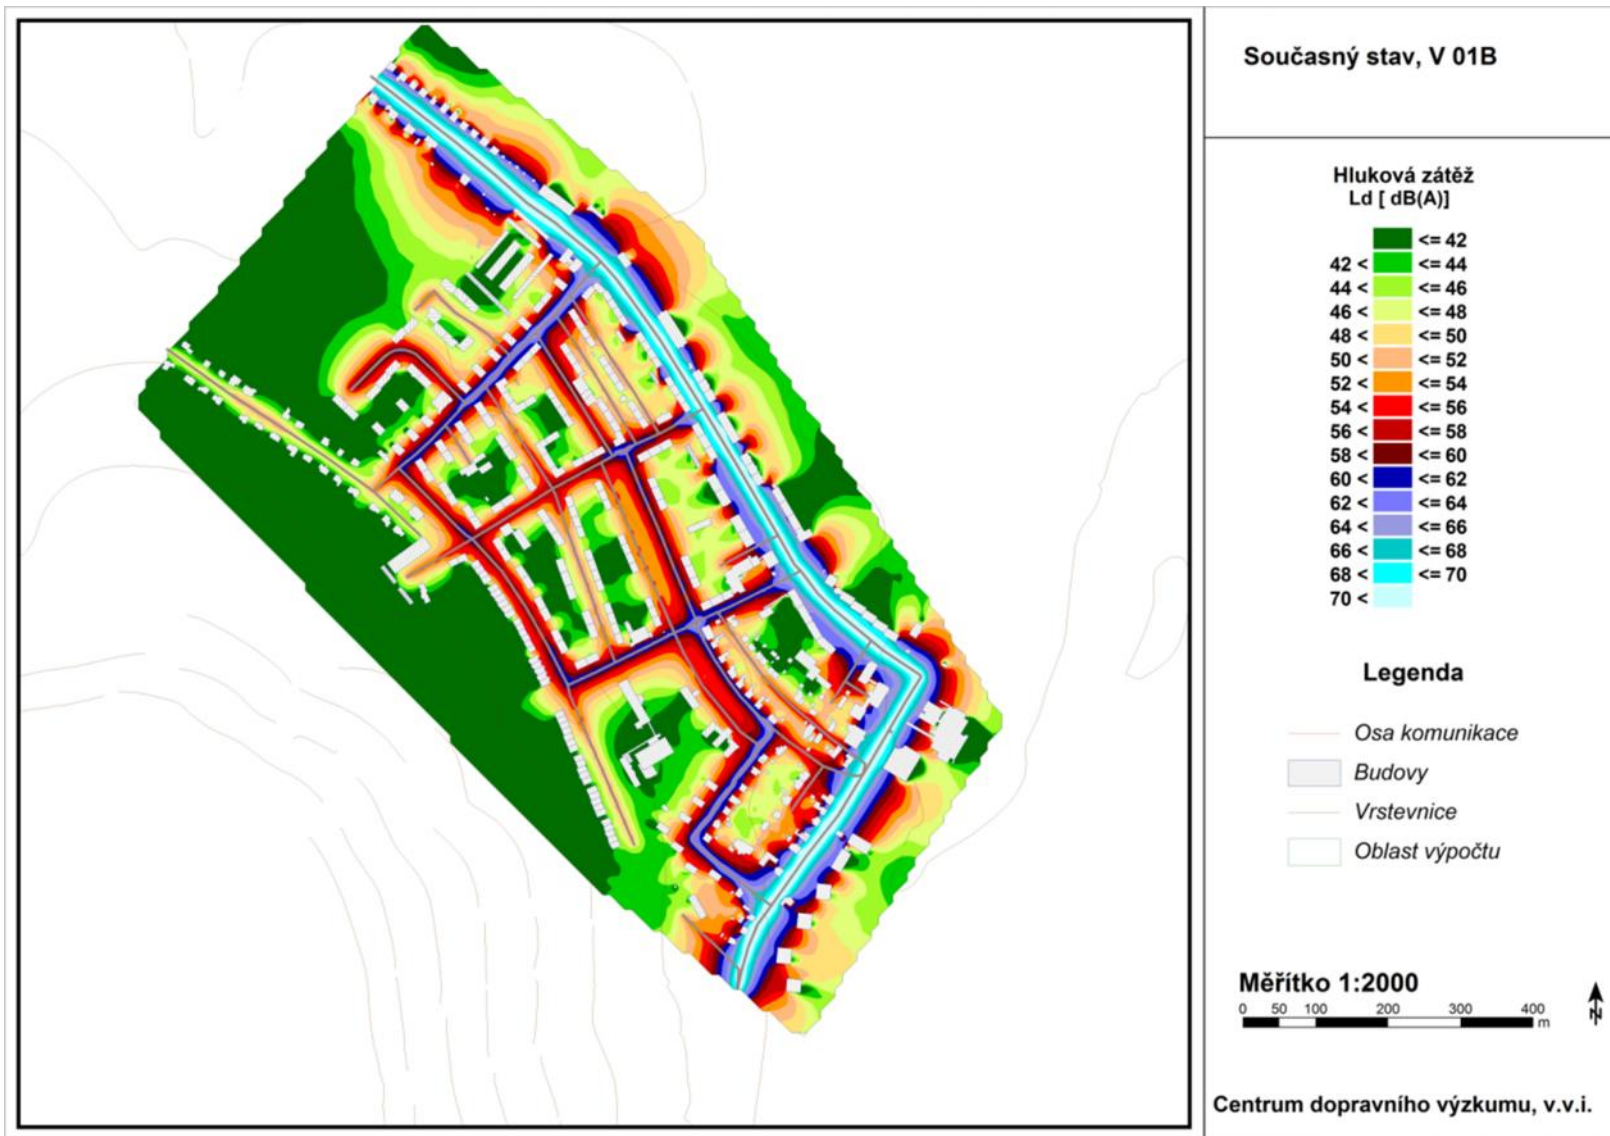 Současný stav, V 01B
Hluková zátěž
Ld [ dB(A)]
<= 42
42 < <= 44
44 < <= 46
46 < <= 48
48 < <= 50
50 < <= 52
52 < <= 54
54 < <= 56
56 < <= 58
58 < <= 60
60 < <= 62
62 < <= 64
64 < <= 66
66 < <= 68
68 < <= 70
70 <
Legenda
Osa komunikace
Budovy
Vrstevnice
Oblast výpočtu
Měřítko 1:2000
0 50 100 200 300 400
m
N
Centrum dopravního výzkumu, v.v.i.